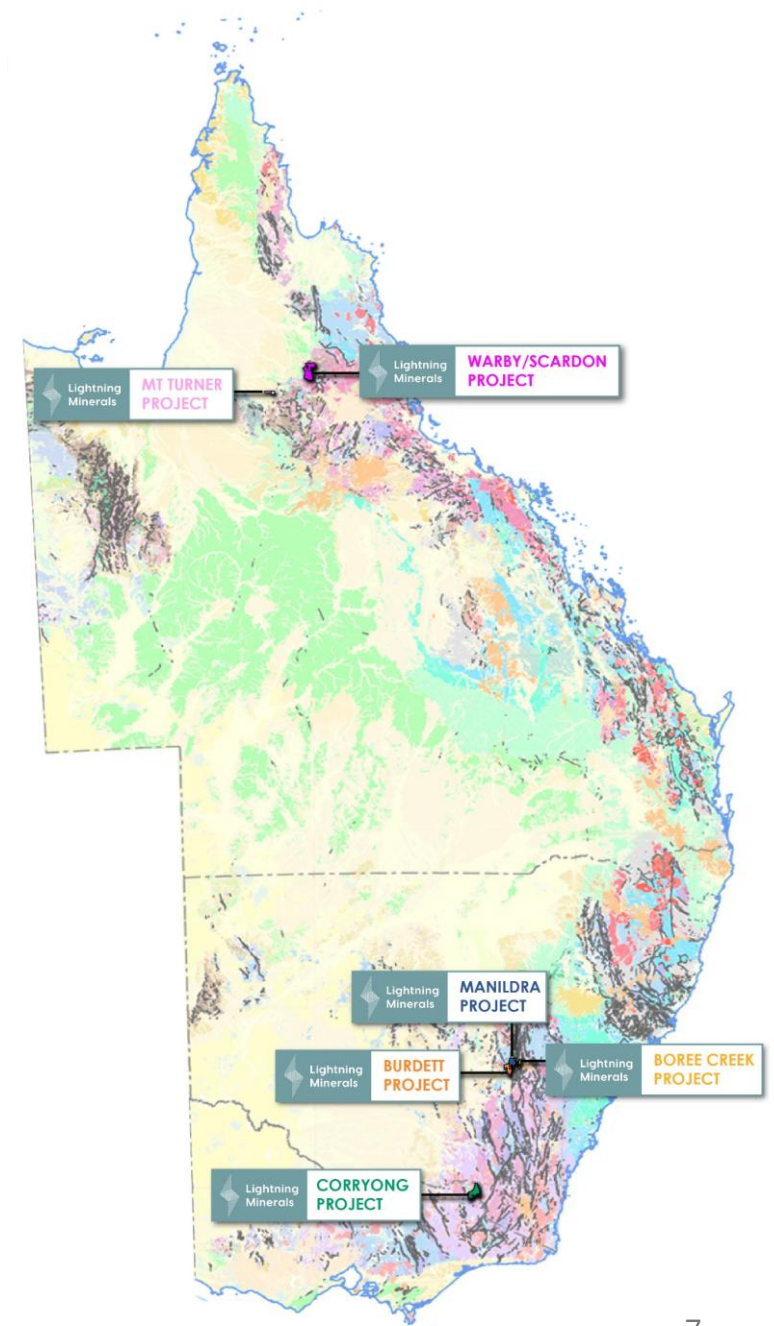 Lightning
Minerals
WARBY/SCARDON
PROJECT
Lightning
Minerals
MT TURNER
PROJECT
Lightning
Minerals
MANILDRA
PROJECT
Lightning
Minerals
BURDETT
PROJECT
Lightning
Minerals
BOREE CREEK
PROJECT
Lightning
Minerals
CORRYONG
PROJECT